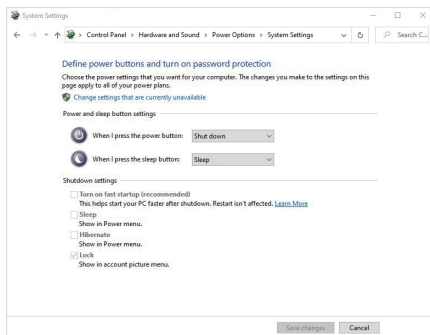 System Settings
Control Panel > Hardware and Sound > Power Options > System Settings
Search C...
Define power buttons and turn on password protection
Choose the power settings that you want for your computer. The changes you make to the settings on this
page apply to all of your power plans.
Change settings that are currently unavailable
Power and sleep button settings
When I press the power button: Shut down
When I press the sleep button: Sleep
Shutdown settings
Turn on fast startup (recommended)
This helps start your PC faster after shutdown. Restart isn't affected. Learn More
Sleep
Show in Power menu.
Hibernate
Show in Power menu.
Lock
Show in account picture menu.
Save changes Cancel